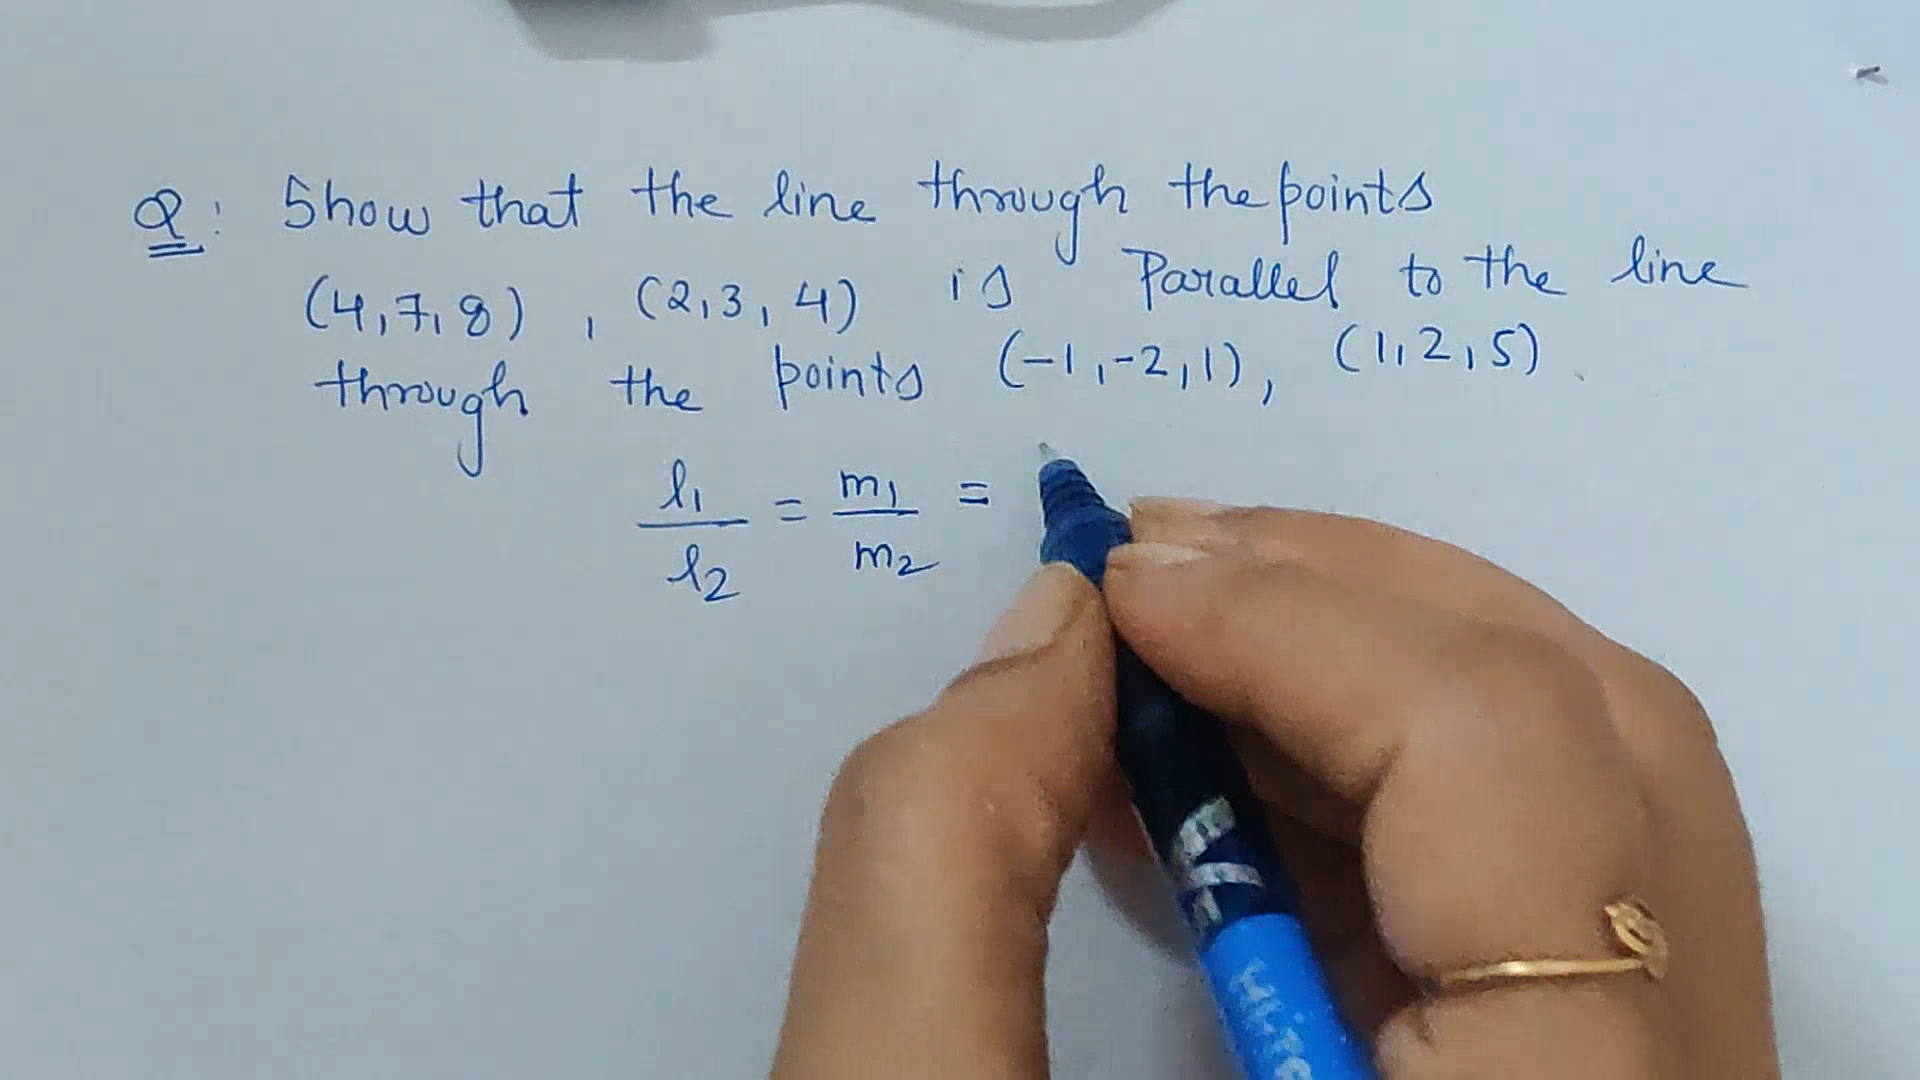 Q: Show that the line through the points
(4,7,8), (2,3,4) is Parallel to the line
through the points (-1,-2,1), (1,2,5).
l1/l2 = m1/m2 =